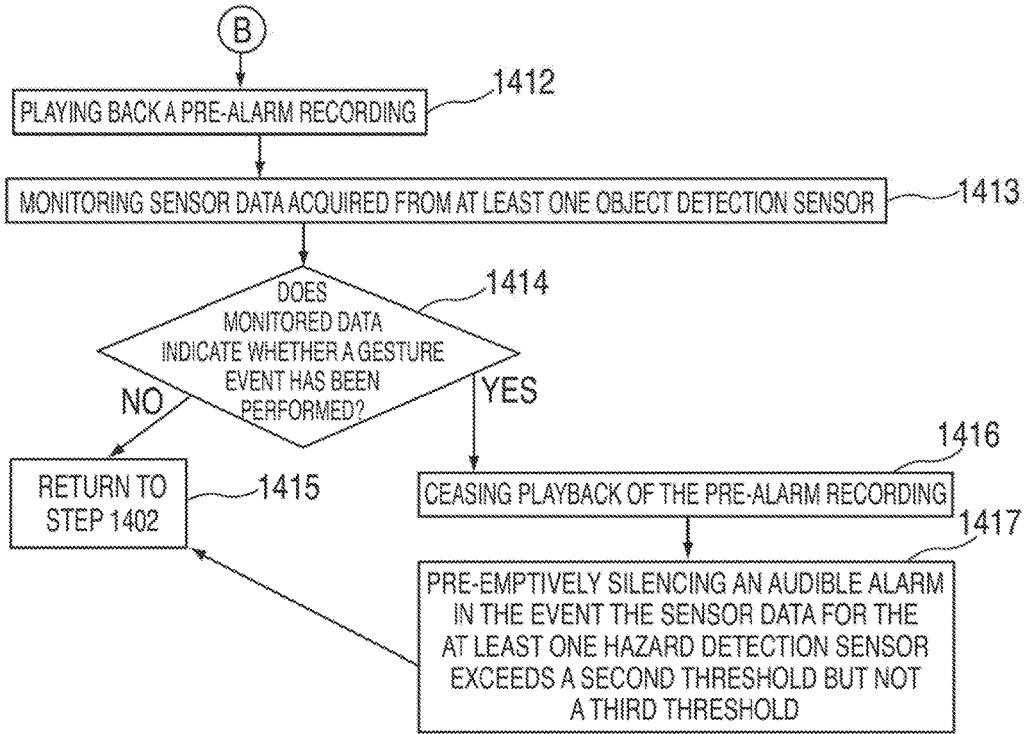 B
1412
PLAYING BACK A PRE-ALARM RECORDING
1413
MONITORING SENSOR DATA ACQUIRED FROM AT LEAST ONE OBJECT DETECTION SENSOR
1414
DOES
MONITORED DATA
INDICATE WHETHER A GESTURE
EVENT HAS BEEN
PERFORMED?
NO
YES
1415
RETURN TO
STEP 1402
1416
CEASING PLAYBACK OF THE PRE-ALARM RECORDING
1417
PRE-EMPTIVELY SILENCING AN AUDIBLE ALARM
IN THE EVENT THE SENSOR DATA FOR THE
AT LEAST ONE HAZARD DETECTION SENSOR
EXCEEDS A SECOND THRESHOLD BUT NOT
A THIRD THRESHOLD